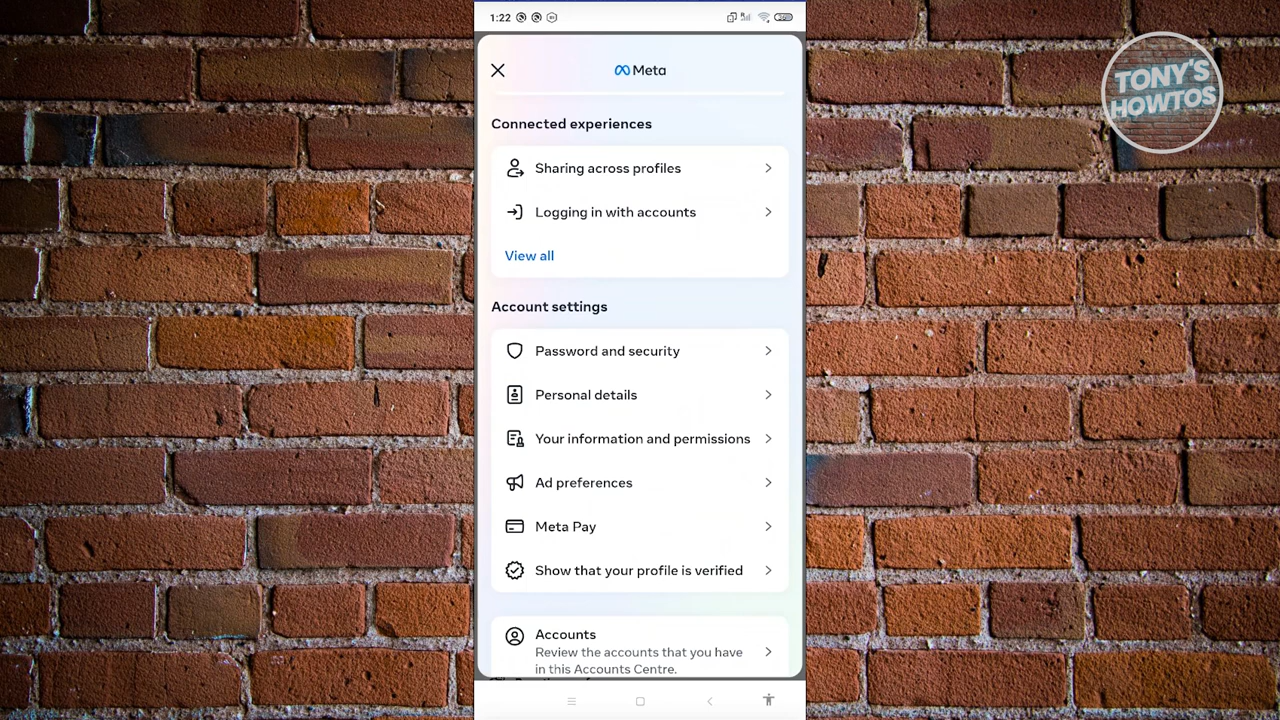 1:22
Meta
TONY'S
HOWTOS
Connected experiences
Sharing across profiles
Logging in with accounts
View all
Account settings
Password and security
Personal details
Your information and permissions
Ad preferences
Meta Pay
Show that your profile is verified
Accounts
Review the accounts that you have
in this Accounts Centre.